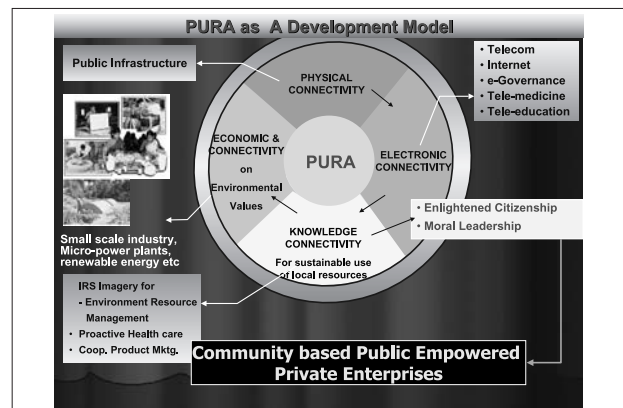 PURA as A Development Model
Public Infrastructure
• Telecom
• Internet
• e-Governance
• Tele-medicine
• Tele-education
PHYSICAL
CONNECTIVITY
ECONOMIC &
CONNECTIVITY
on
Environmental
Values
PURA
ELECTRONIC
CONNECTIVITY
KNOWLEDGE
CONNECTIVITY
For sustainable use
of local resources
• Enlightened Citizenship
• Moral Leadership
Small scale industry,
Micro-power plants,
renewable energy etc
IRS Imagery for
- Environment Resource
Management
• Proactive Health care
• Coop. Product Mktg.
Community based Public Empowered
Private Enterprises